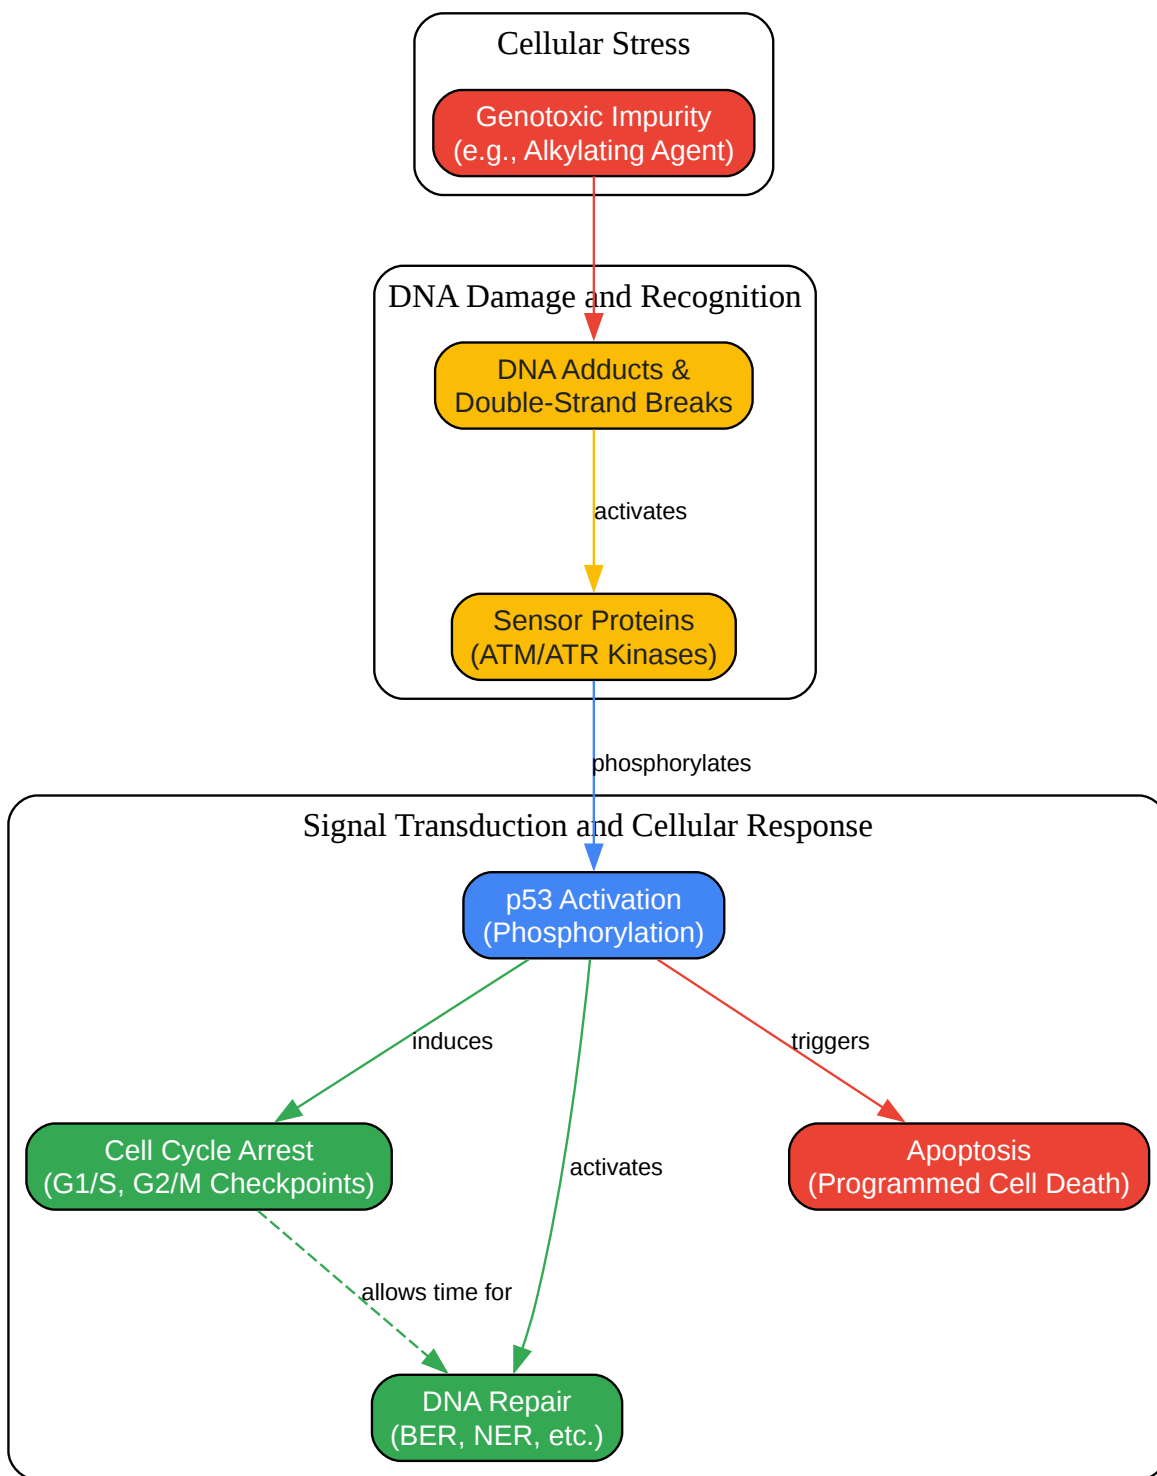 Cellular Stress
Genotoxic Impurity
(e.g., Alkylating Agent)
DNA Damage and Recognition
DNA Adducts &
Double-Strand Breaks
activates
Sensor Proteins
(ATM/ATR Kinases)
phosphorylates
Signal Transduction and Cellular Response
p53 Activation
(Phosphorylation)
induces
triggers
Cell Cycle Arrest
(G1/S, G2/M Checkpoints)
activates
Apoptosis
(Programmed Cell Death)
allows time for
DNA Repair
(BER, NER, etc.)